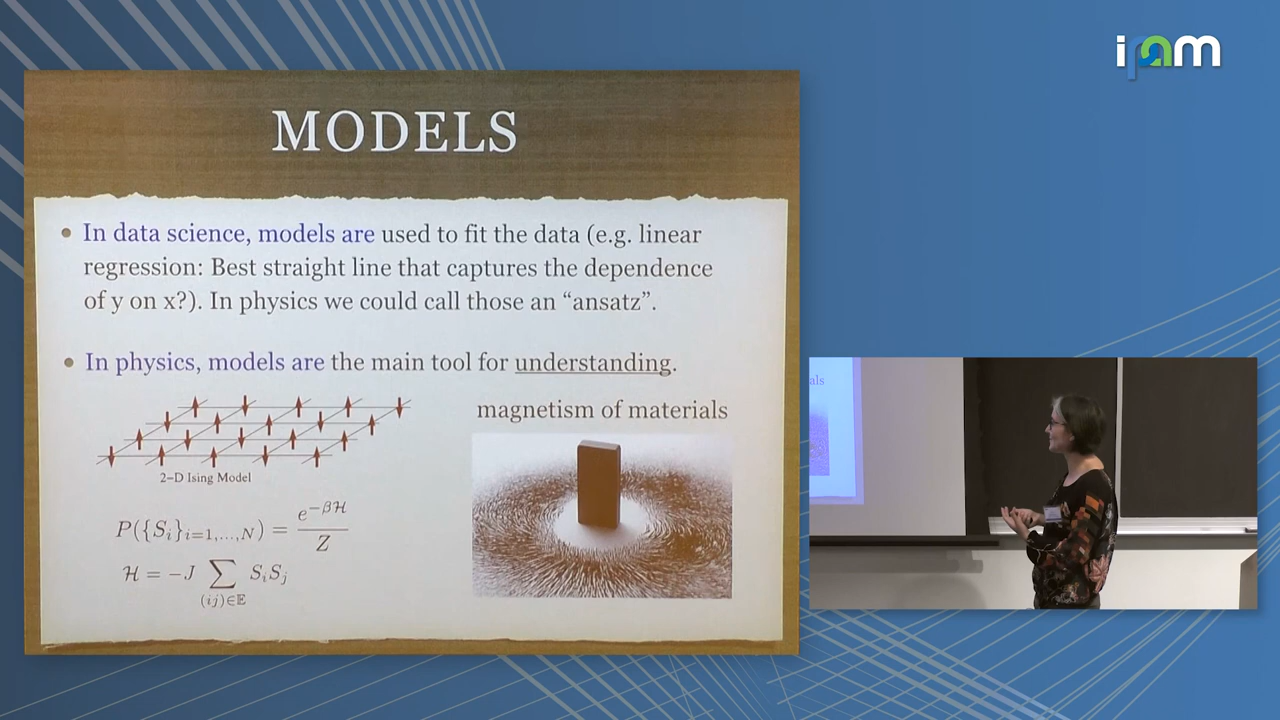 ipam
MODELS
• In data science, models are used to fit the data (e.g. linear
regression: Best straight line that captures the dependence
of y on x?). In physics we could call those an “ansatz”.
• In physics, models are the main tool for understanding.
magnetism of materials
2-D Ising Model
P({S_i}_{i=1,...,N}) = e^{-βℋ} / Z
ℋ = -J ∑_{(ij)∈𝔼} S_i S_j
als